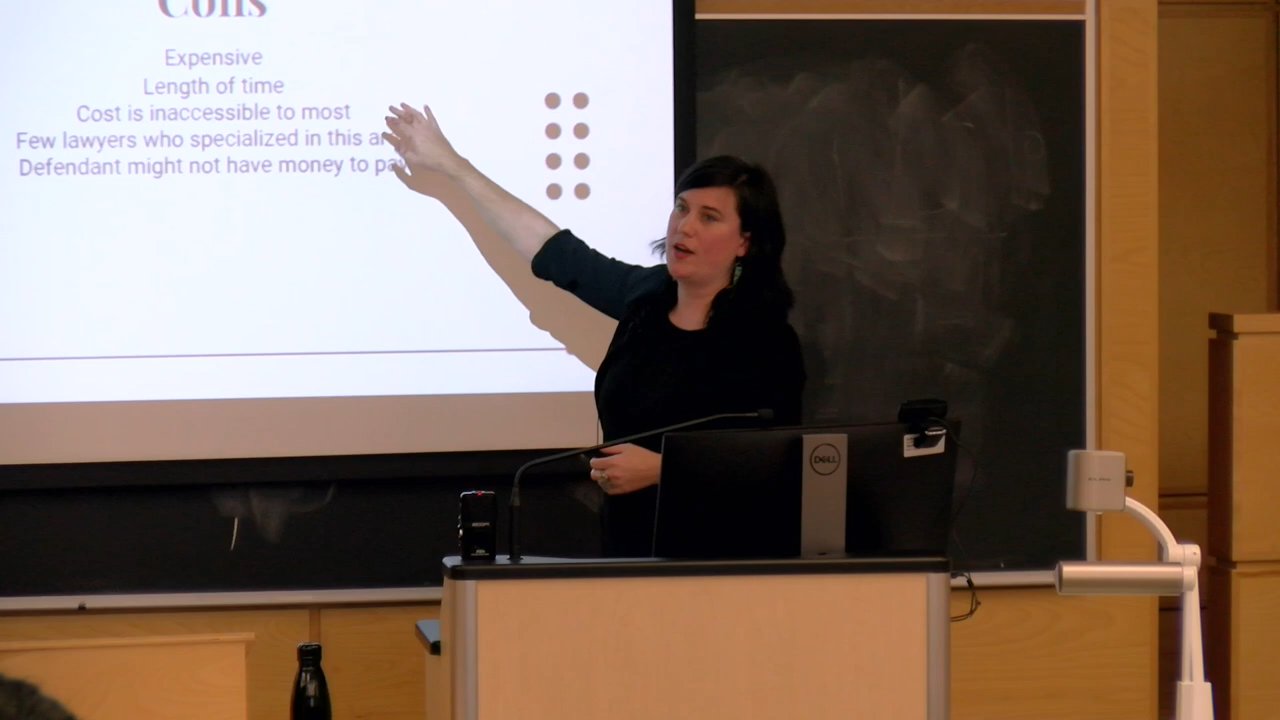 Cons
Expensive
Length of time
Cost is inaccessible to most
Few lawyers who specialized in this
Defendant might not have money to
DELL